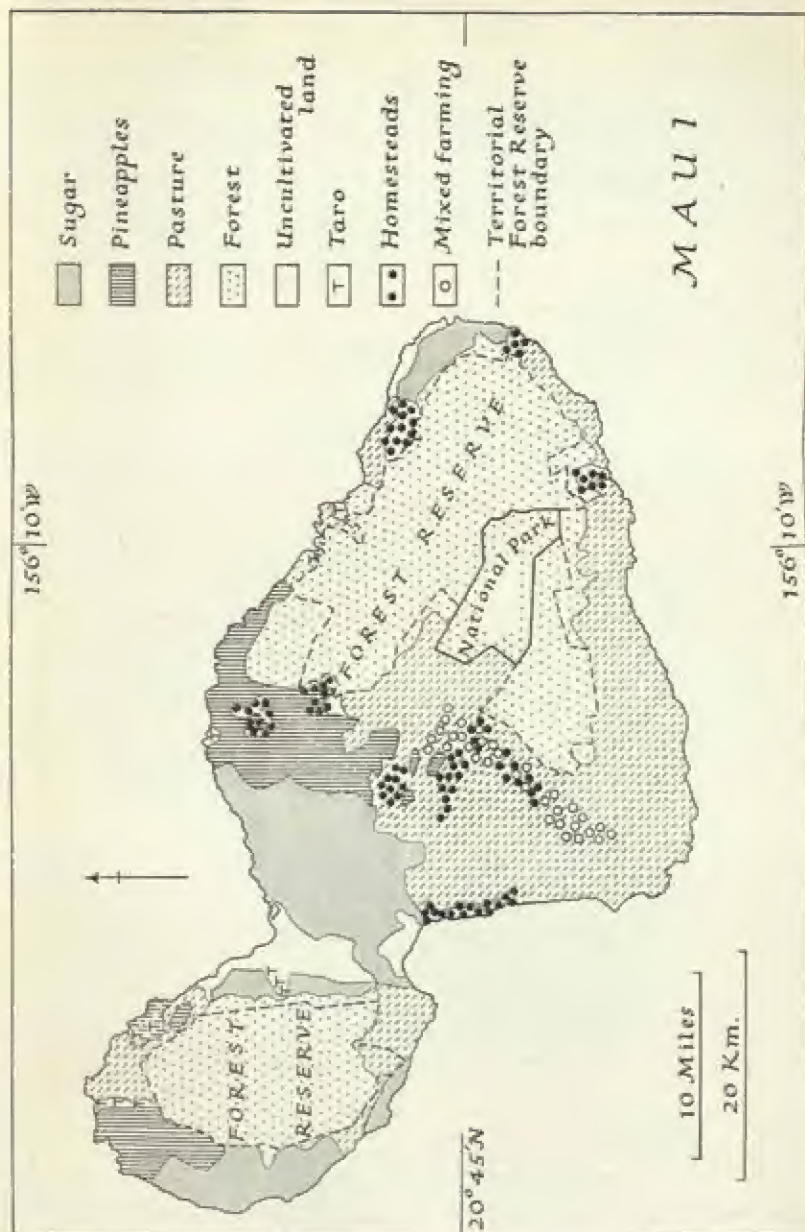 156° 10'W
Sugar
Pineapples
Pasture
Forest
Uncultivated
land
T Taro
Homesteads
Mixed farming
Territorial
Forest Reserve
boundary
MAUI
FOREST
RESERVE
FOREST RESERVE
National Park
20° 45'N
10 Miles
20 Km.
156° 10'W